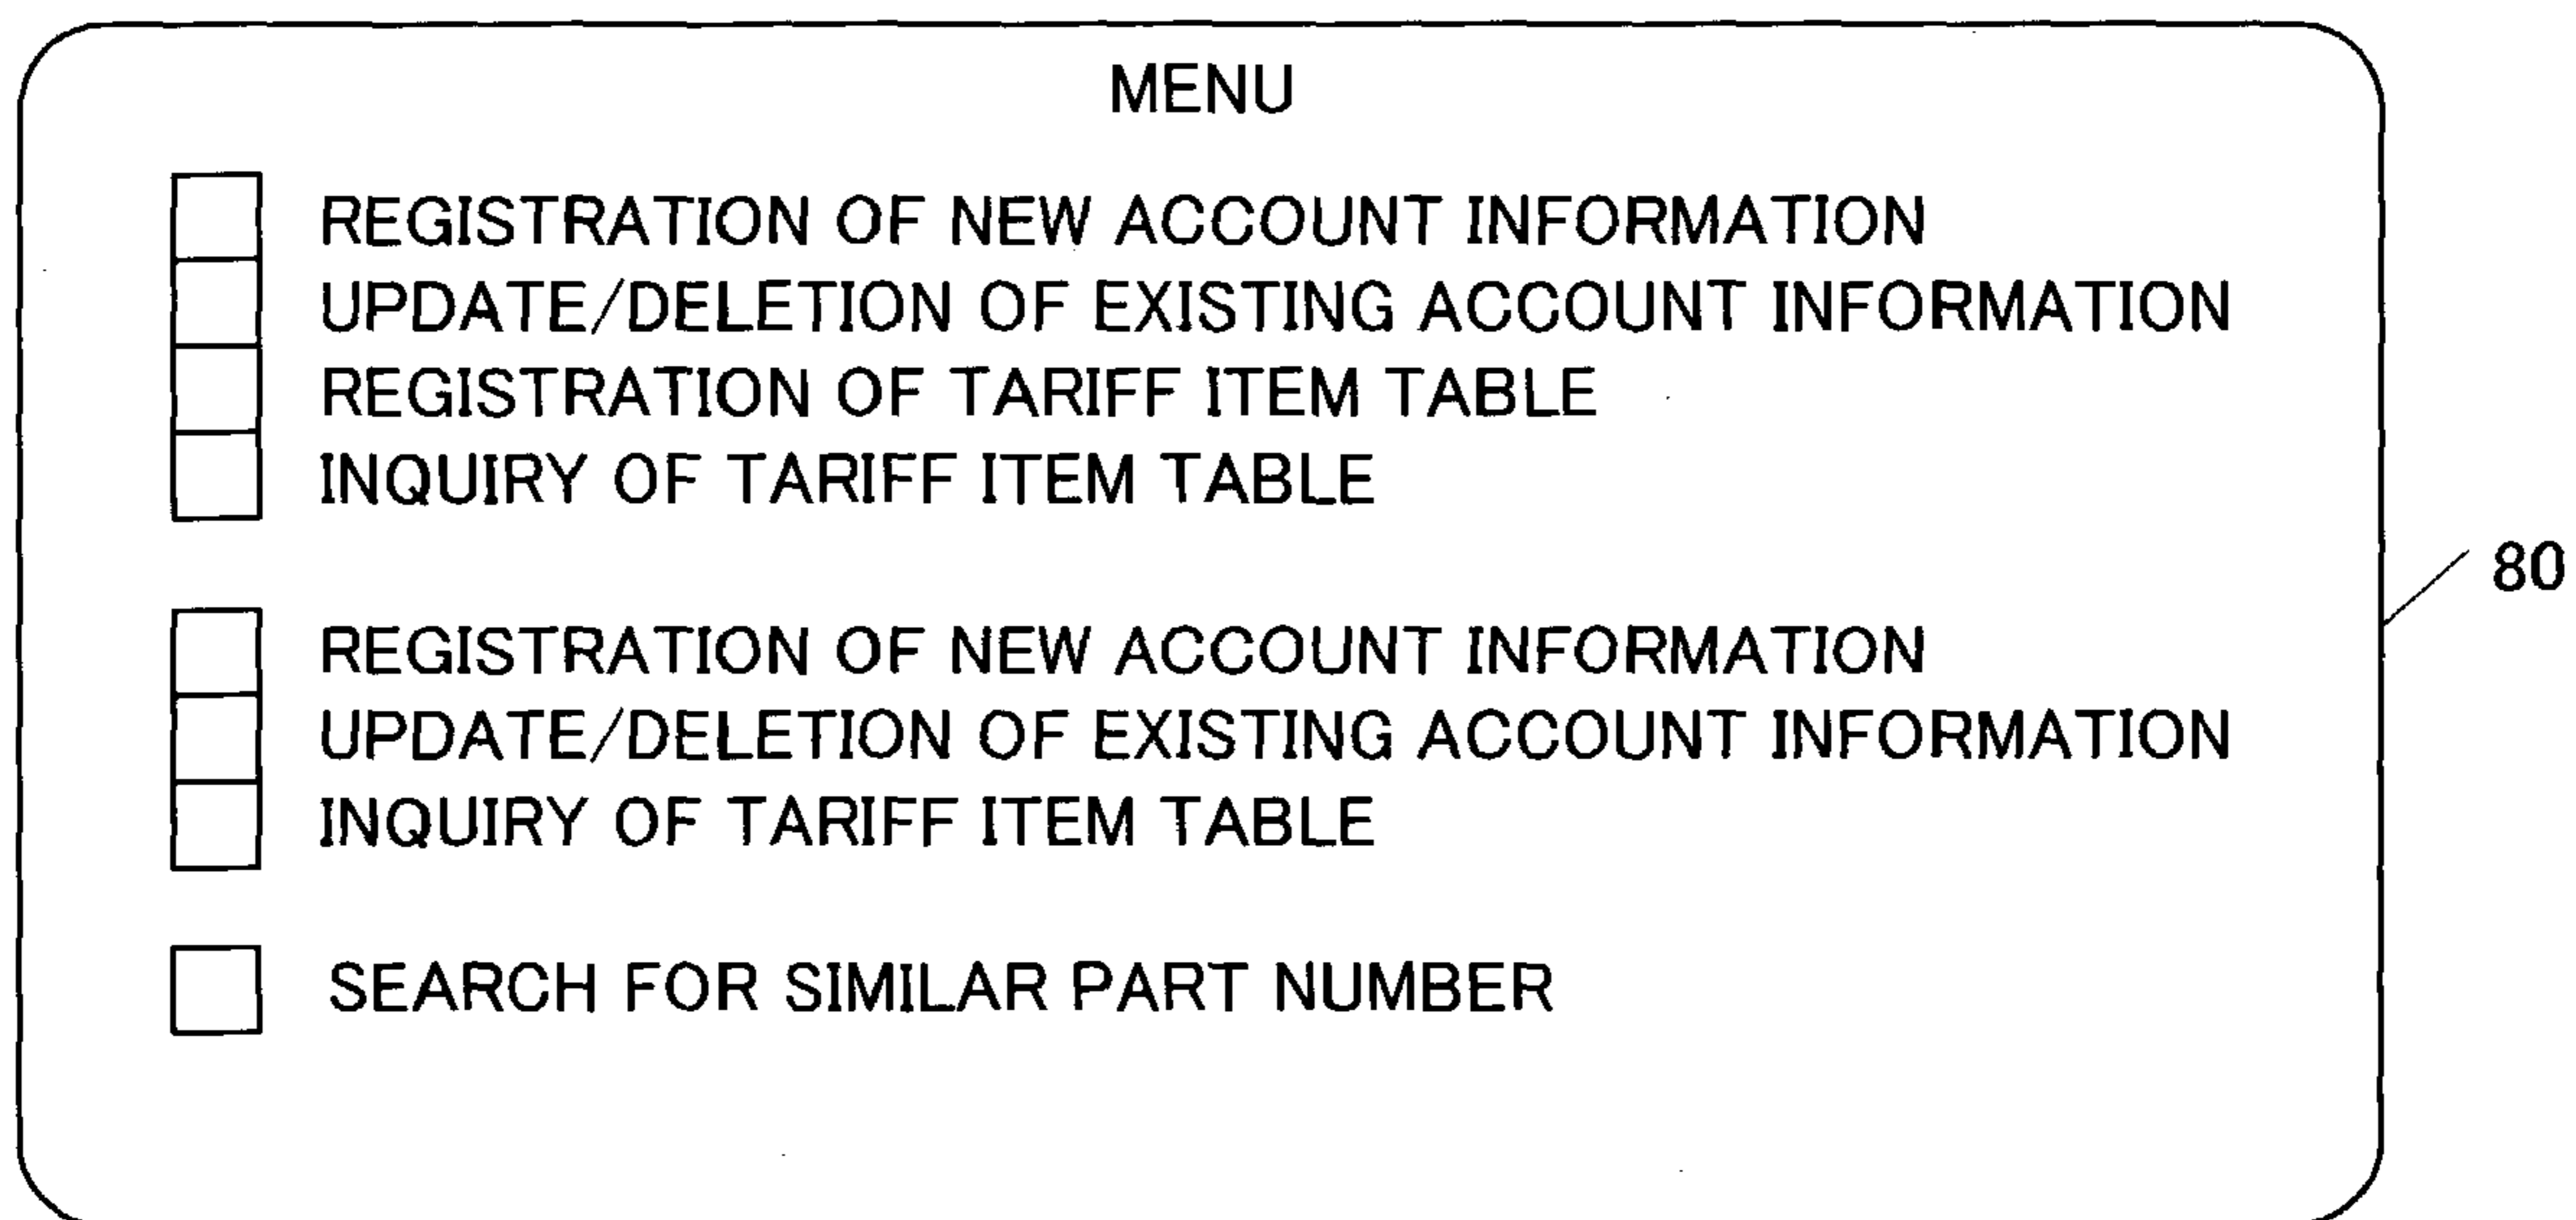 MENU
REGISTRATION OF NEW ACCOUNT INFORMATION
UPDATE/DELETION OF EXISTING ACCOUNT INFORMATION
REGISTRATION OF TARIFF ITEM TABLE
INQUIRY OF TARIFF ITEM TABLE
80
REGISTRATION OF NEW ACCOUNT INFORMATION
UPDATE/DELETION OF EXISTING ACCOUNT INFORMATION
INQUIRY OF TARIFF ITEM TABLE
SEARCH FOR SIMILAR PART NUMBER